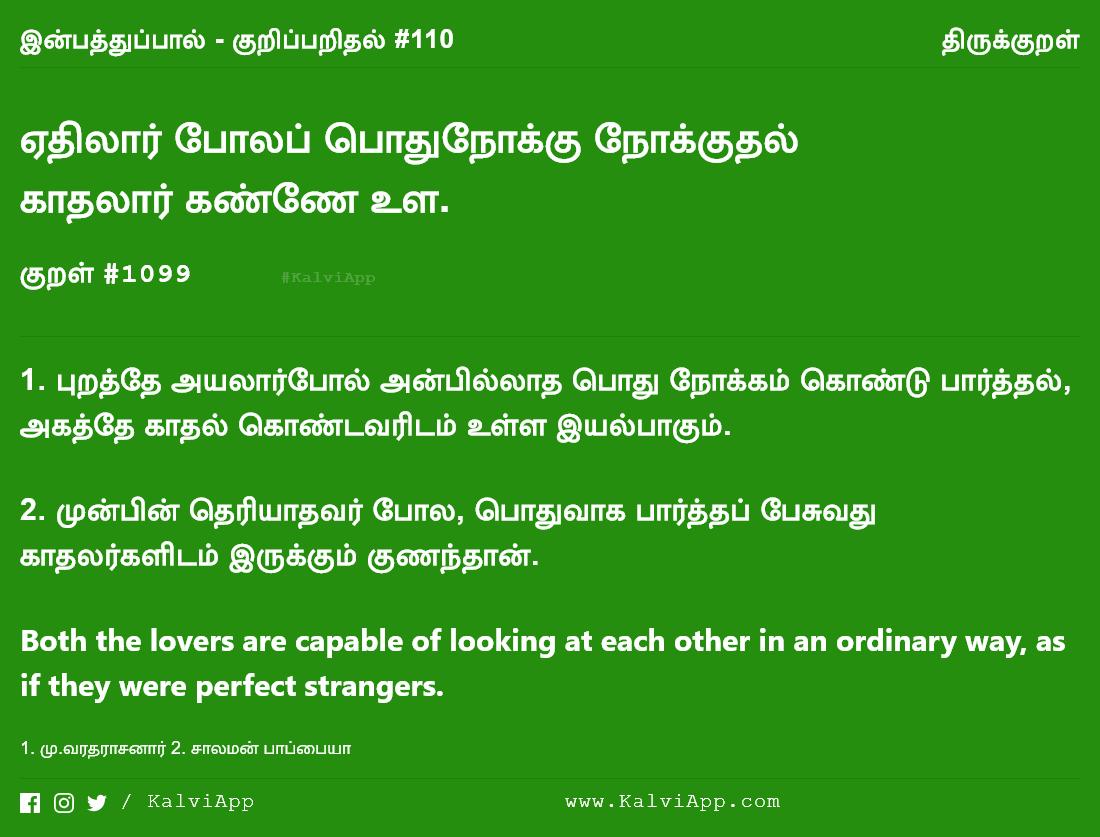 இன்பத்துப்பால் - குறிப்பறிதல் #110
திருக்குறள்
ஏதிலார் போலப் பொதுநோக்கு நோக்குதல்
காதலார் கண்ணே உள.
குறள் #1099
#KalviApp
1. புறத்தே அயலார்போல் அன்பில்லாத பொது நோக்கம் கொண்டு பார்த்தல்,
அகத்தே காதல் கொண்டவரிடம் உள்ள இயல்பாகும்.
2. முன்பின் தெரியாதவர் போல, பொதுவாக பார்த்தப் பேசுவது
காதலர்களிடம் இருக்கும் குணந்தான்.
Both the lovers are capable of looking at each other in an ordinary way, as
if they were perfect strangers.
1. மு.வரதராசனார் 2. சாலமன் பாப்பையா
/ KalviApp
www.KalviApp.com